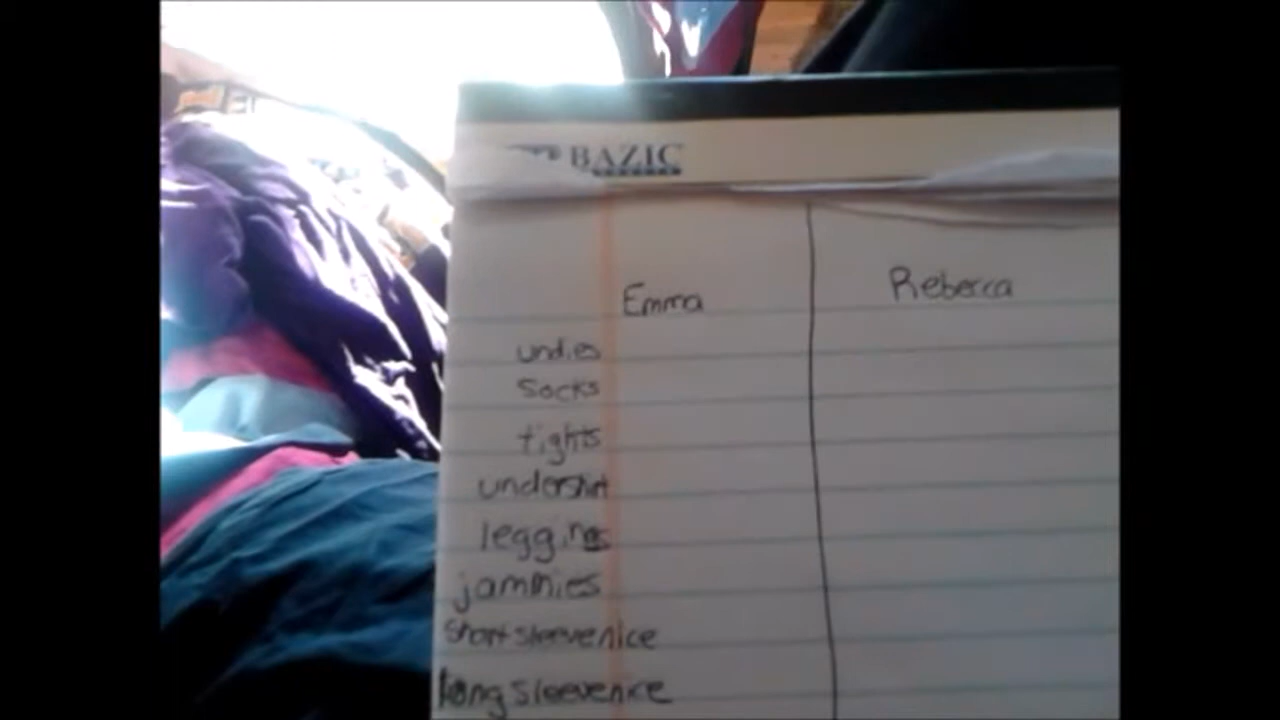 BAZIC
Emma Rebecca
undies
Socks
tights
undershirt
leggings
jammies
Short sleeve nice
long sleeve nice